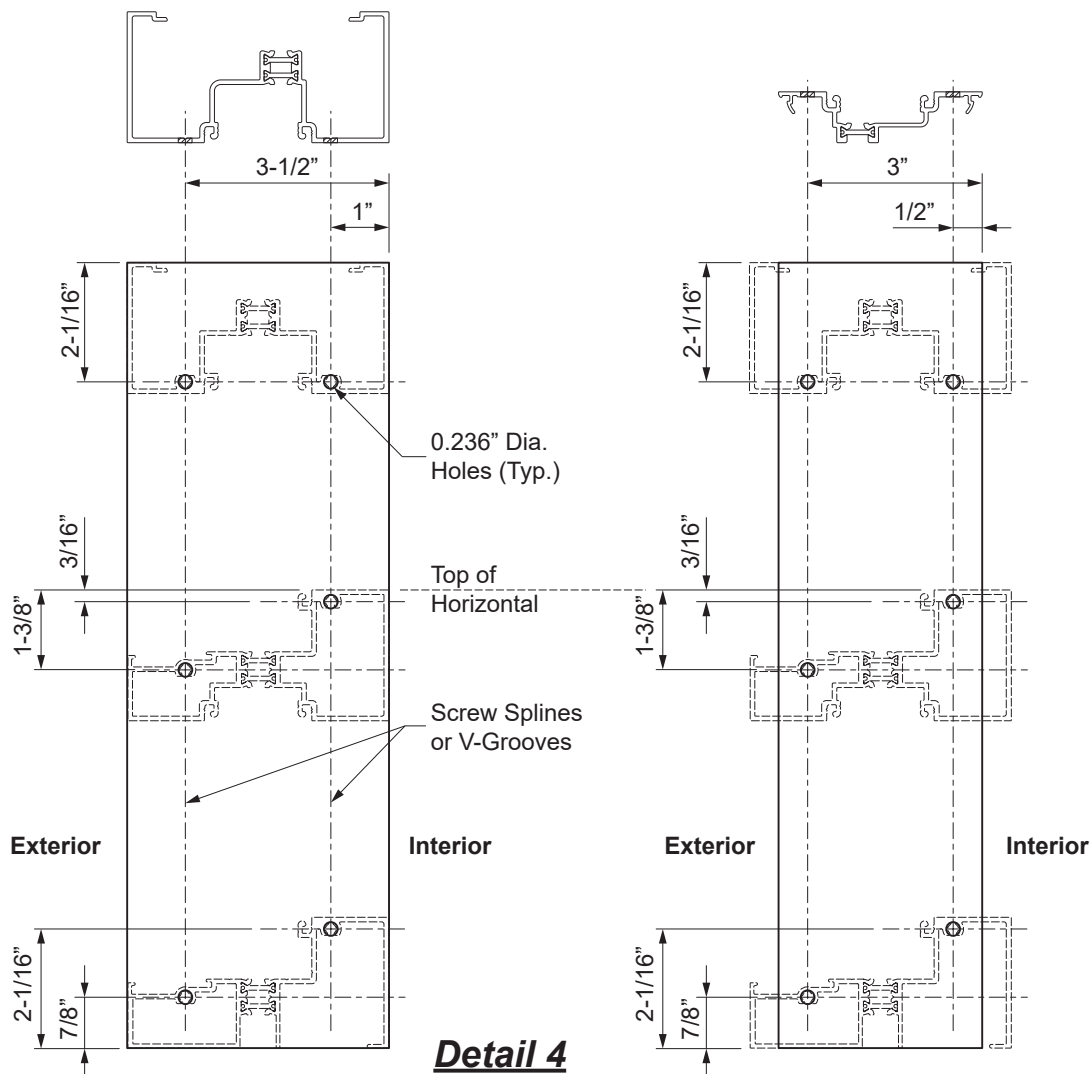 3-1/2”
1”
3”
1/2”
2-1/16”
2-1/16”
0.236” Dia.
Holes (Typ.)
3/16”
1-3/8”
Top of
Horizontal
3/16”
1-3/8”
Screw Splines
or V-Grooves
Exterior
Interior
Exterior
Interior
2-1/16”
7/8”
2-1/16”
7/8”
Detail 4